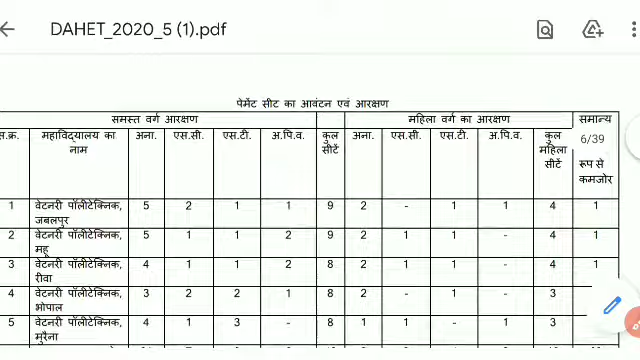 DAHET_2020_5 (1).pdf
पेमेंट सीट का आवंटन एवं आरक्षण
समस्त वर्ग आरक्षण महिला वर्ग का आरक्षण समान्य
स.क्र. महाविद्यालय का अना. एस.सी. एस.टी. अ.पि.व. कुल अना. एस.सी. एस.टी. अ.पि.व. कुल 6/39
नाम सीटें महिला
सीटें रूप से
कमजोर
1 वेटनरी पॉलीटेक्निक, 5 2 1 1 9 2 - 1 1 4 1
जबलपुर
2 वेटनरी पॉलीटेक्निक, 5 1 1 2 9 2 1 1 - 4 1
महू
3 वेटनरी पॉलीटेक्निक, 4 1 1 2 8 2 1 1 - 4 1
रीवा
4 वेटनरी पॉलीटेक्निक, 3 2 2 1 8 2 - 1 - 3
भोपाल
5 वेटनरी पॉलीटेक्निक, 4 1 3 - 8 1 1 - 1 3
मुरैना